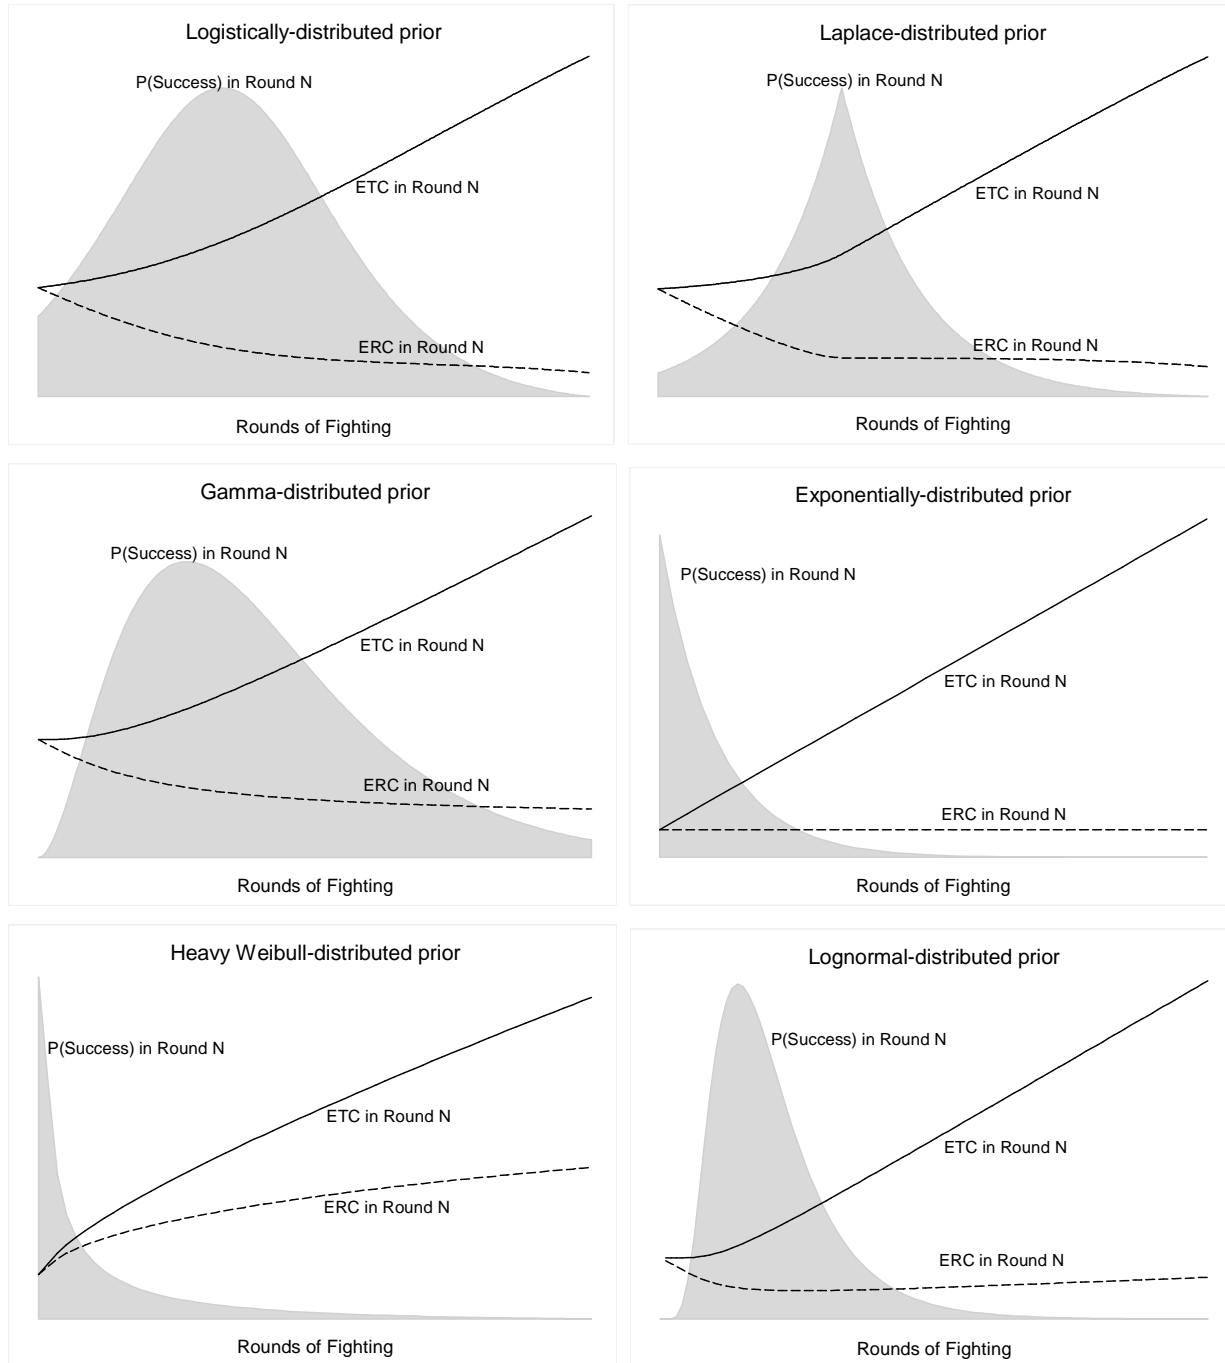 Logistically-distributed prior
P(Success) in Round N
ETC in Round N
ERC in Round N
Rounds of Fighting
Laplace-distributed prior
P(Success) in Round N
ETC in Round N
ERC in Round N
Rounds of Fighting
Gamma-distributed prior
P(Success) in Round N
ETC in Round N
ERC in Round N
Rounds of Fighting
Exponentially-distributed prior
P(Success) in Round N
ETC in Round N
ERC in Round N
Rounds of Fighting
Heavy Weibull-distributed prior
P(Success) in Round N
ETC in Round N
ERC in Round N
Rounds of Fighting
Lognormal-distributed prior
P(Success) in Round N
ETC in Round N
ERC in Round N
Rounds of Fighting